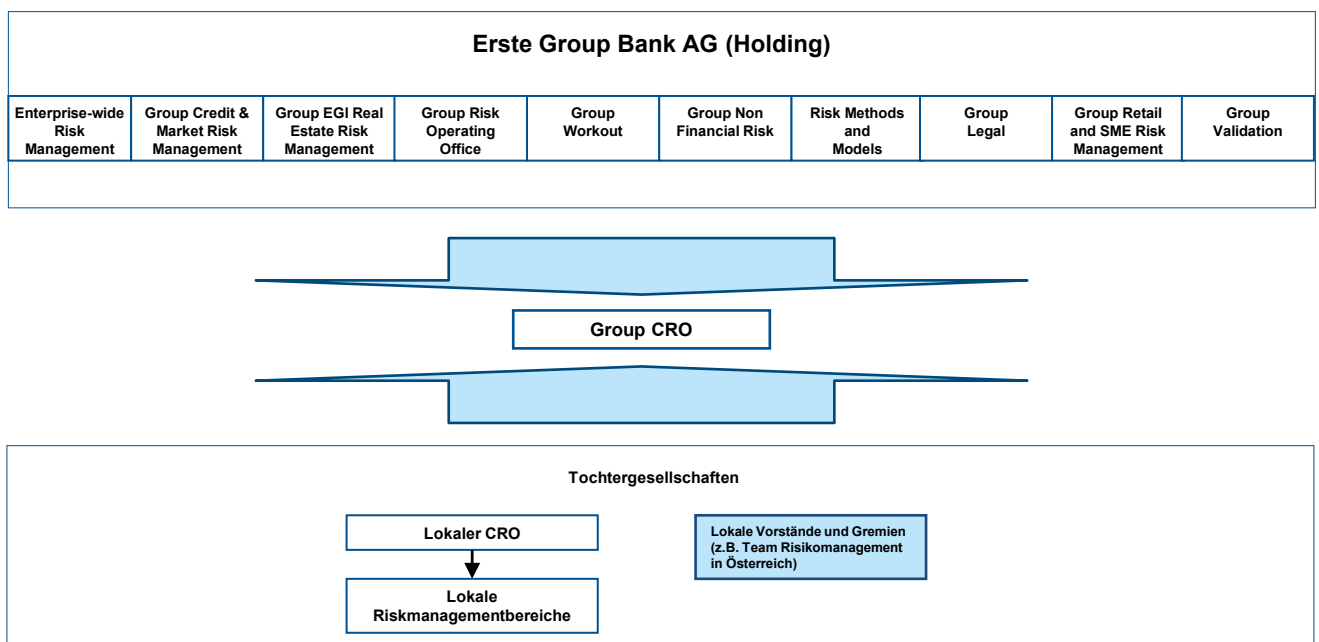 Erste Group Bank AG (Holding)
Enterprise-wide
Risk
Management
Group Credit &
Market Risk
Management
Group EGI Real
Estate Risk
Management
Group Risk
Operating
Office
Group
Workout
Group Non
Financial Risk
Risk Methods
and
Models
Group
Legal
Group Retail
and SME Risk
Management
Group
Validation
Group CRO
Tochtergesellschaften
Lokaler CRO
Lokale
Riskmanagementbereiche
Lokale Vorstände und Gremien
(z.B. Team Risikomanagement
in Österreich)